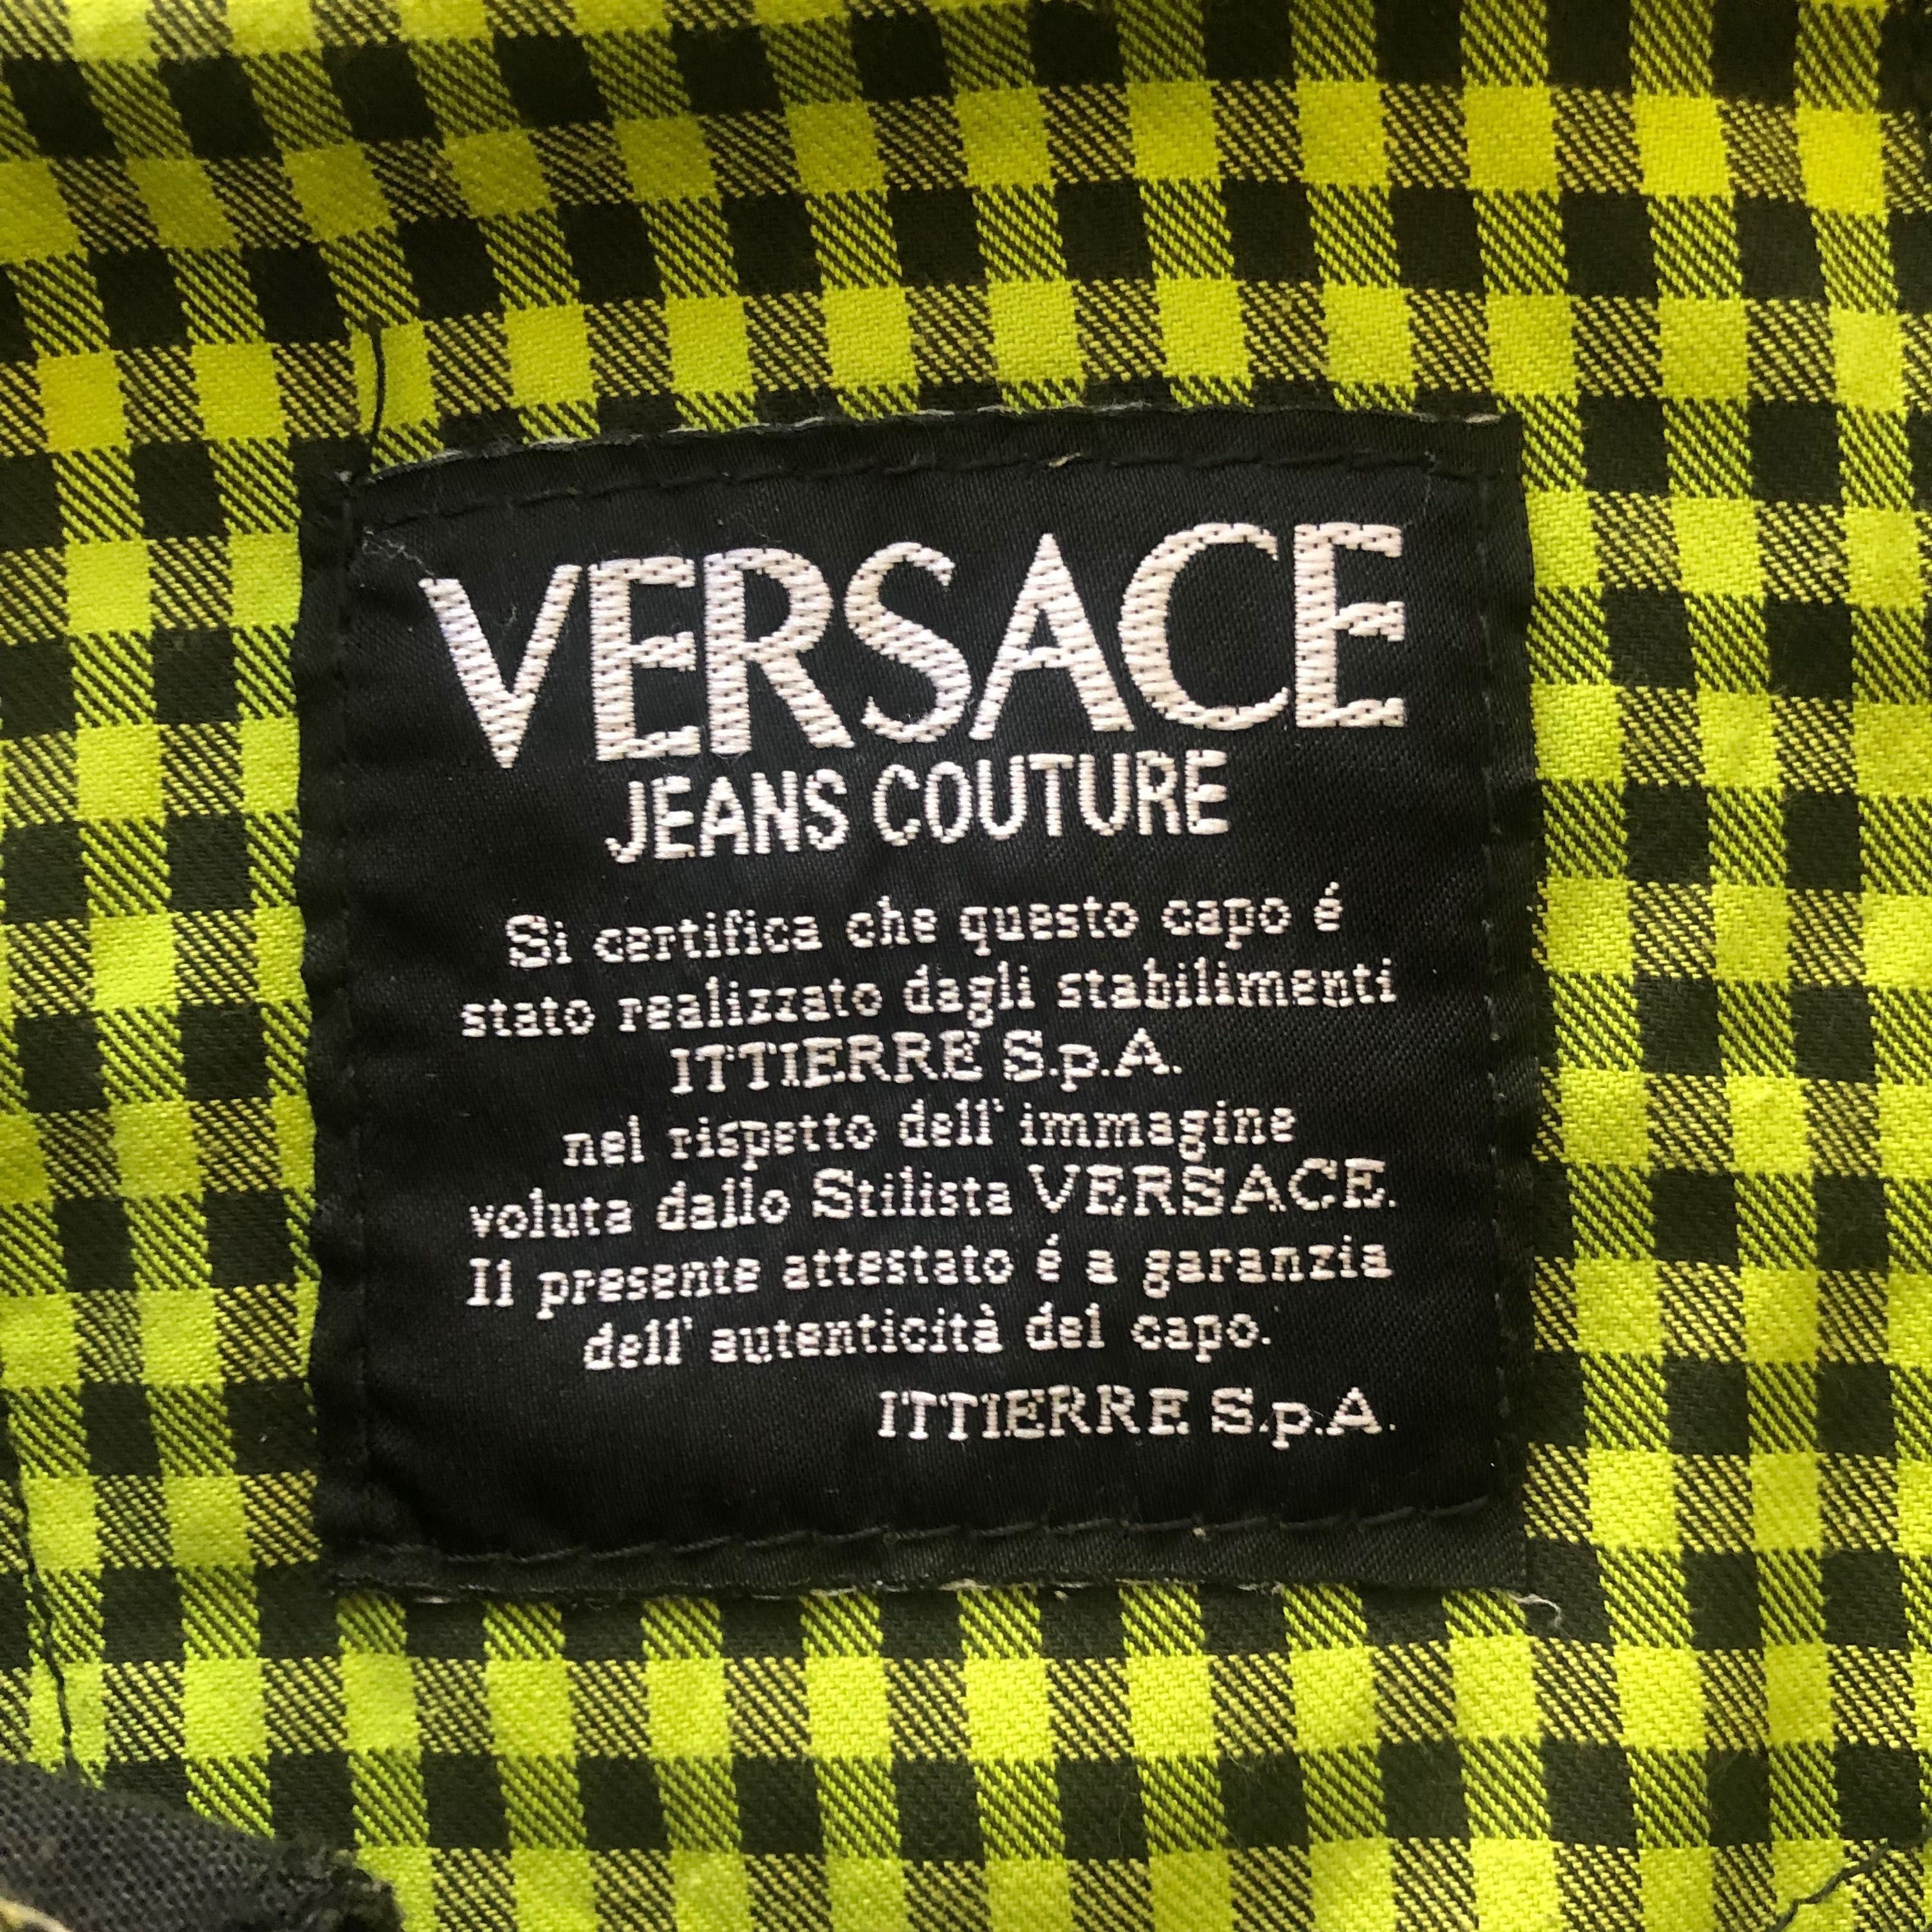 VERSACE
JEANS COUTURE
Si certifica che questo capo é
stato realizzato dagli stabilimenti
ITTIERRE S.p.A.
nel rispetto dell' immagine
voluta dallo Stilista VERSACE.
Il presente attestato é a garanzia
dell' autenticità del capo.
ITTIERRE S.p.A.